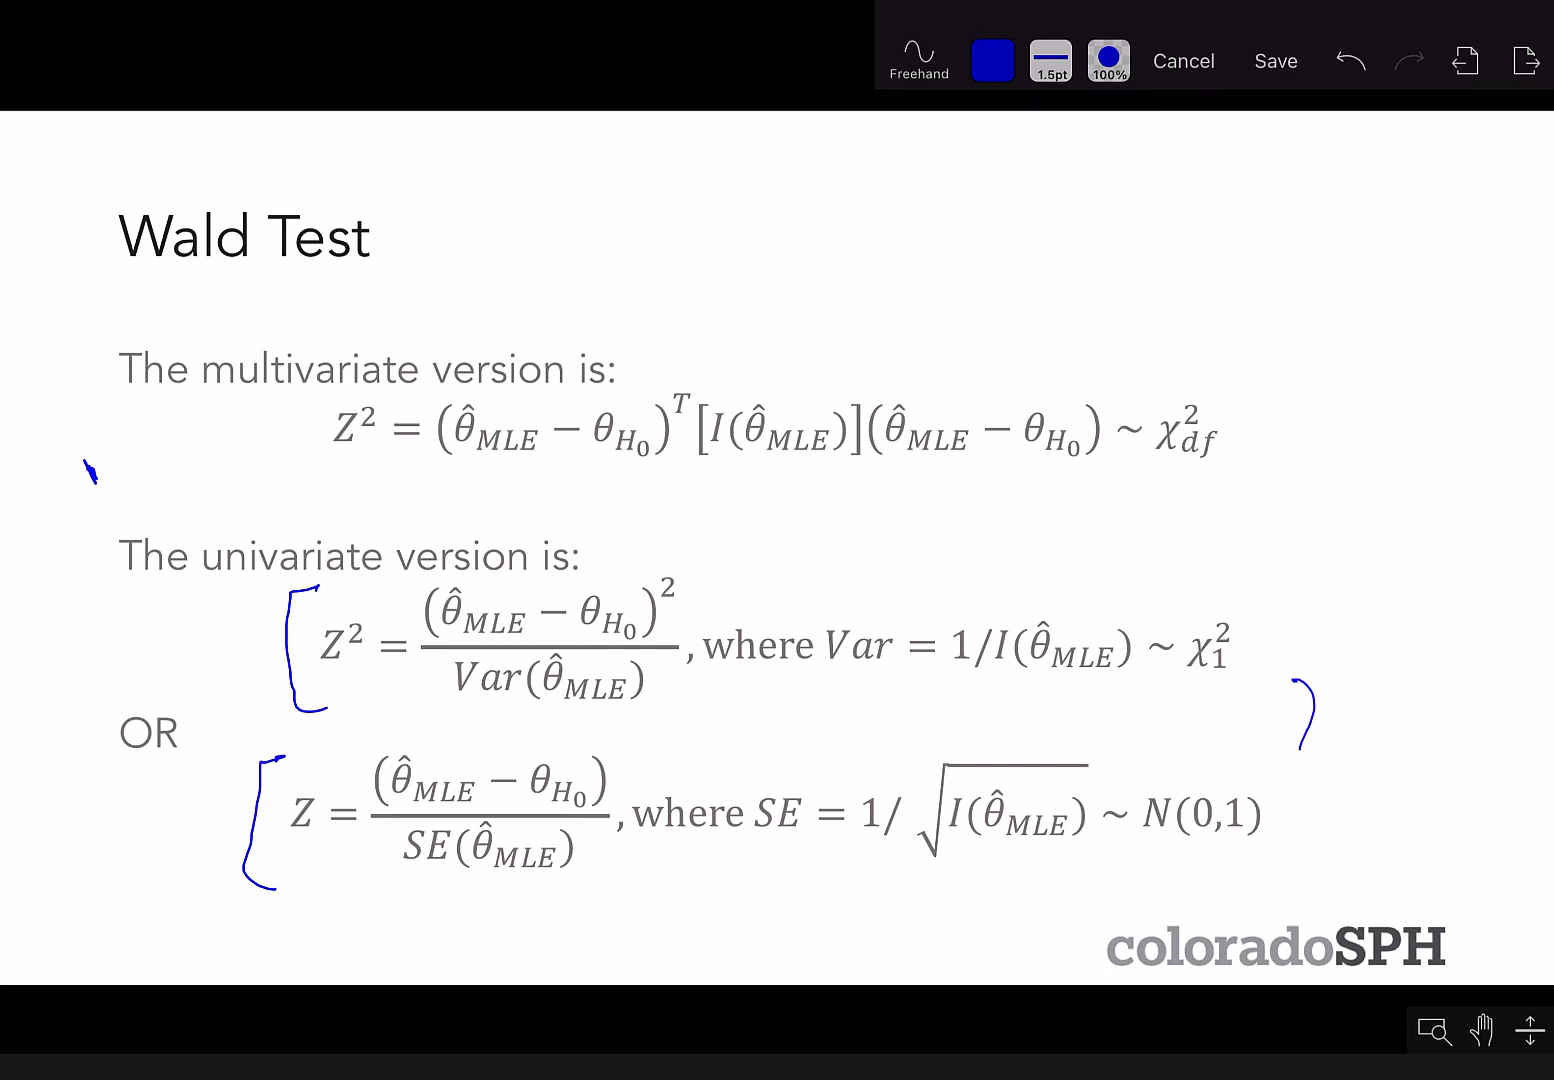 Freehand 1.5pt 100% Cancel Save
Wald Test
The multivariate version is:
Z² = (θ̂_MLE − θ_H₀)ᵀ[I(θ̂_MLE)](θ̂_MLE − θ_H₀) ~ χ²_df
The univariate version is:
Z² = (θ̂_MLE − θ_H₀)² / Var(θ̂_MLE), where Var = 1/I(θ̂_MLE) ~ χ²₁
OR
Z = (θ̂_MLE − θ_H₀) / SE(θ̂_MLE), where SE = 1/√I(θ̂_MLE) ~ N(0,1)
coloradoSPH